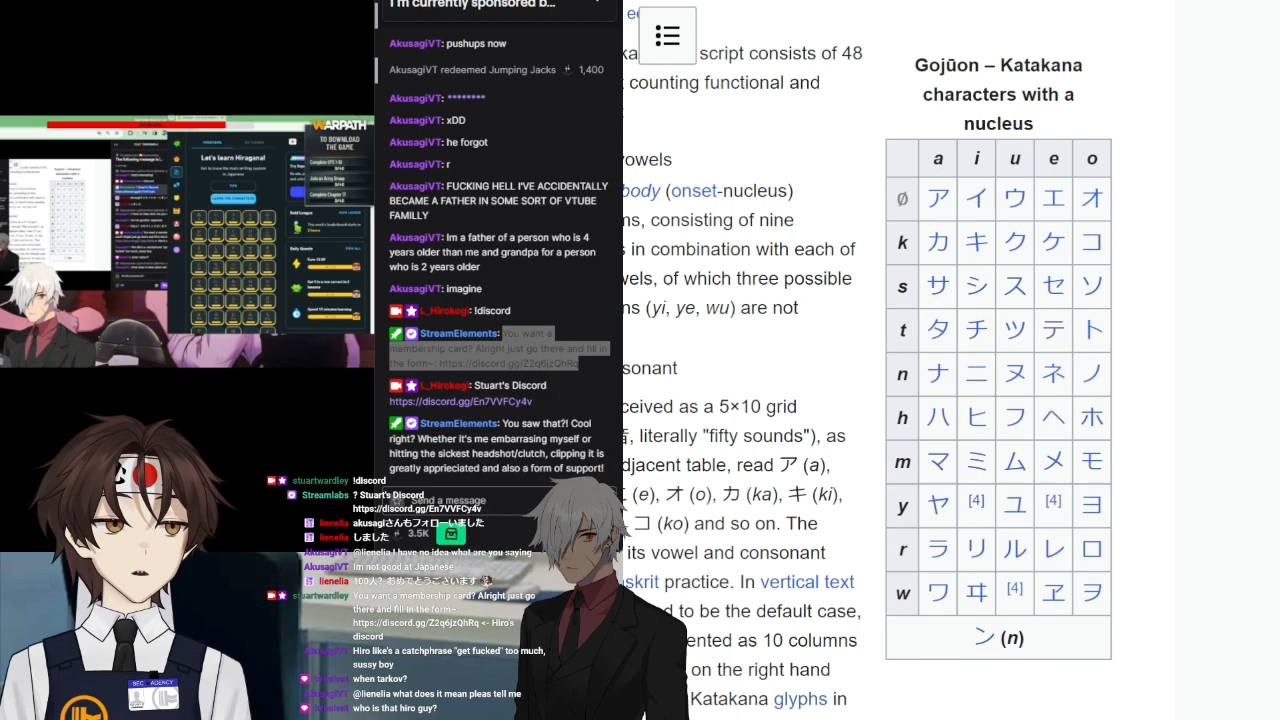 I'm currently sponsored b...
AkusagiVT: pushups now
AkusagiVT redeemed Jumping Jacks 1,400
AkusagiVT: ********
AkusagiVT: xDD
AkusagiVT: he forgot
AkusagiVT: r
AkusagiVT: FUCKING HELL I'VE ACCIDENTALLY
BECAME A FATHER IN SOME SORT OF VTUBE
FAMILLY
years older
and grandpa for a person
who is 2 years older
AkusagiVT: imagine
L_Hirokogi: !discord
StreamElements: You want a
membership card? Alright just go there and fill in
the form~: https://discord.gg/Z2q6jzQhRq
L_Hirokogi: Stuart's Discord
https://discord.gg/En7VVFCy4v
StreamElements: You saw that?! Cool
right? Whether it's me embarrasing myself or
hitting the sickest headshot/clutch, clipping it is
greatly appreciated and also a form of support!
Send a message
3.5K
WARPATH
TO DOWNLOAD
THE GAME
Let's learn Hiragana!
stuartwardley !discord
Streamlabs ? Stuart's Discord
https://discord.gg/En7VVFCy4v
lienelia akusagiさんもフォローいました
lienelia しました
AkusagiVT @lienelia I have no idea what are you saying
AkusagiVT Im not good at Japanese
lienelia 100人? おめでとうございます
stuartwardley You want a membership card? Alright just go
there and fill in the form~
https://discord.gg/Z2q6jzQhRq <- Hiro's
discord
AkusagiVT Hiro like's a catchphrase "get fucked" too much,
sussy boy
when tarkov?
AkusagiVT @lienelia what does it mean pleas tell me
who is that hiro guy?
SEC AGENCY
script consists of 48
counting functional and
vowels
body (onset-nucleus)
ms, consisting of nine
s in combination with each of
wels, of which three possible
ns (yi, ye, wu) are not
sonant
ceived as a 5×10 grid
, literally "fifty sounds"), as
djacent table, read ア (a),
(e), オ (o), カ (ka), キ (ki),
コ (ko) and so on. The
its vowel and consonant
skrit practice. In vertical text
d to be the default case,
ented as 10 columns
on the right hand
Katakana glyphs in
Gojūon – Katakana
characters with a
nucleus
a i u e o
∅ ア イ ウ エ オ
k カ キ ク ケ コ
s サ シ ス セ ソ
t タ チ ツ テ ト
n ナ ニ ヌ ネ ノ
h ハ ヒ フ ヘ ホ
m マ ミ ム メ モ
y ヤ [4] ユ [4] ヨ
r ラ リ ル レ ロ
w ワ ヰ [4] ヱ ヲ
ン (n)